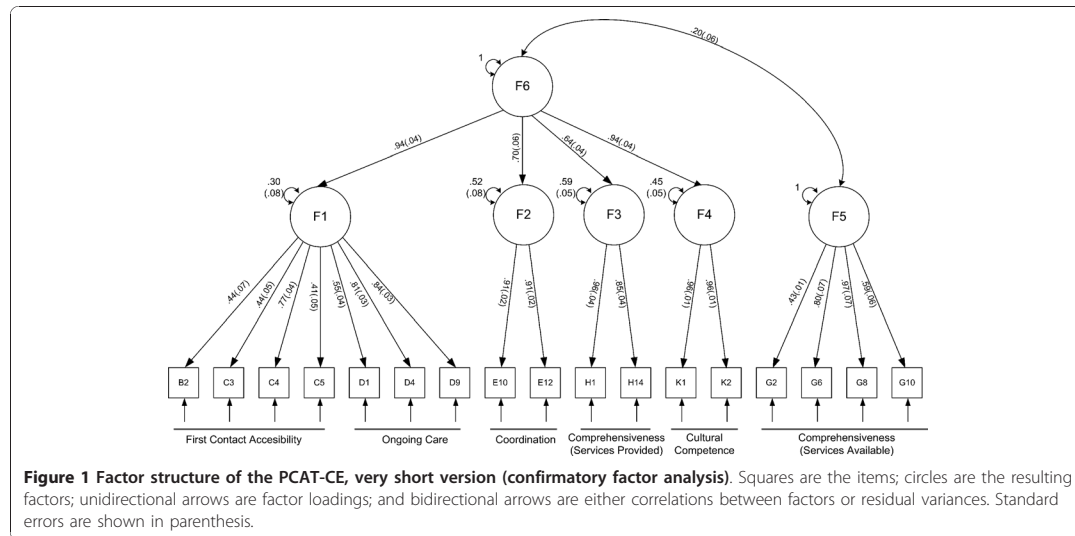 .20(.06)
1
F6
.94(.04)
.70(.06)
.64(.04)
.94(.04)
.30
(.08)
F1
.52
(.08)
F2
.59
(.05)
F3
.45
(.05)
F4
1
F5
.44(.07)
.44(.05)
.77(.04)
.41(.05)
.55(.04)
.81(.03)
.84(.03)
.91(.02)
.91(.02)
.96(.04)
.85(.04)
.96(.01)
.96(.01)
.43(.01)
.80(.07)
.97(.07)
.59(.06)
B2 C3 C4 C5 D1 D4 D9 E10 E12 H1 H14 K1 K2 G2 G6 G8 G10
First Contact Accesibility
Ongoing Care
Coordination
Comprehensiveness
(Services Provided)
Cultural
Competence
Comprehensiveness
(Services Available)
Figure 1 Factor structure of the PCAT-CE, very short version (confirmatory factor analysis). Squares are the items; circles are the resulting
factors; unidirectional arrows are factor loadings; and bidirectional arrows are either correlations between factors or residual variances. Standard
errors are shown in parenthesis.